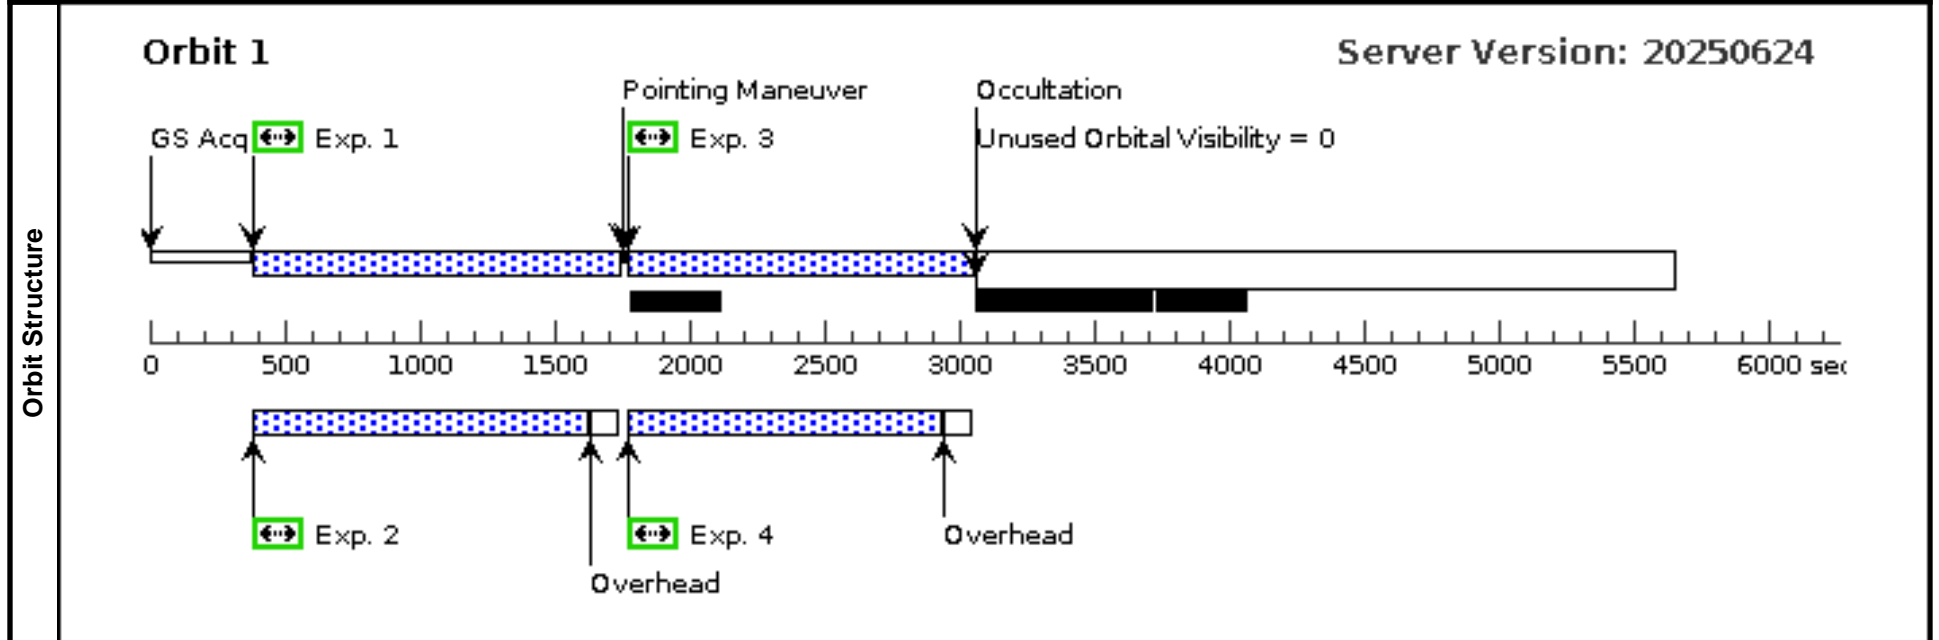 Orbit Structure
Orbit 1
Server Version: 20250624
Pointing Maneuver
Occultation
GS Acq
Exp. 1
Exp. 3
Unused Orbital Visibility = 0
0 500 1000 1500 2000 2500 3000 3500 4000 4500 5000 5500 6000 sec
Exp. 2
Exp. 4
Overhead
Overhead